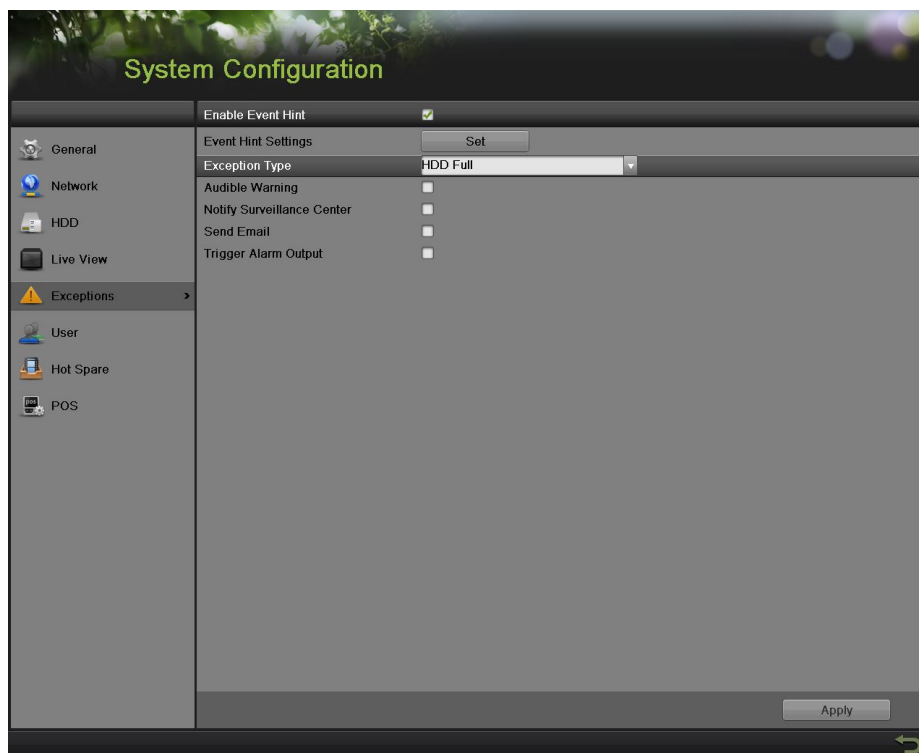 System Configuration
Enable Event Hint
Event Hint Settings
Set
Exception Type
HDD Full
Audible Warning
Notify Surveillance Center
Send Email
Trigger Alarm Output
General
Network
HDD
Live View
Exceptions >
User
Hot Spare
POS
Apply